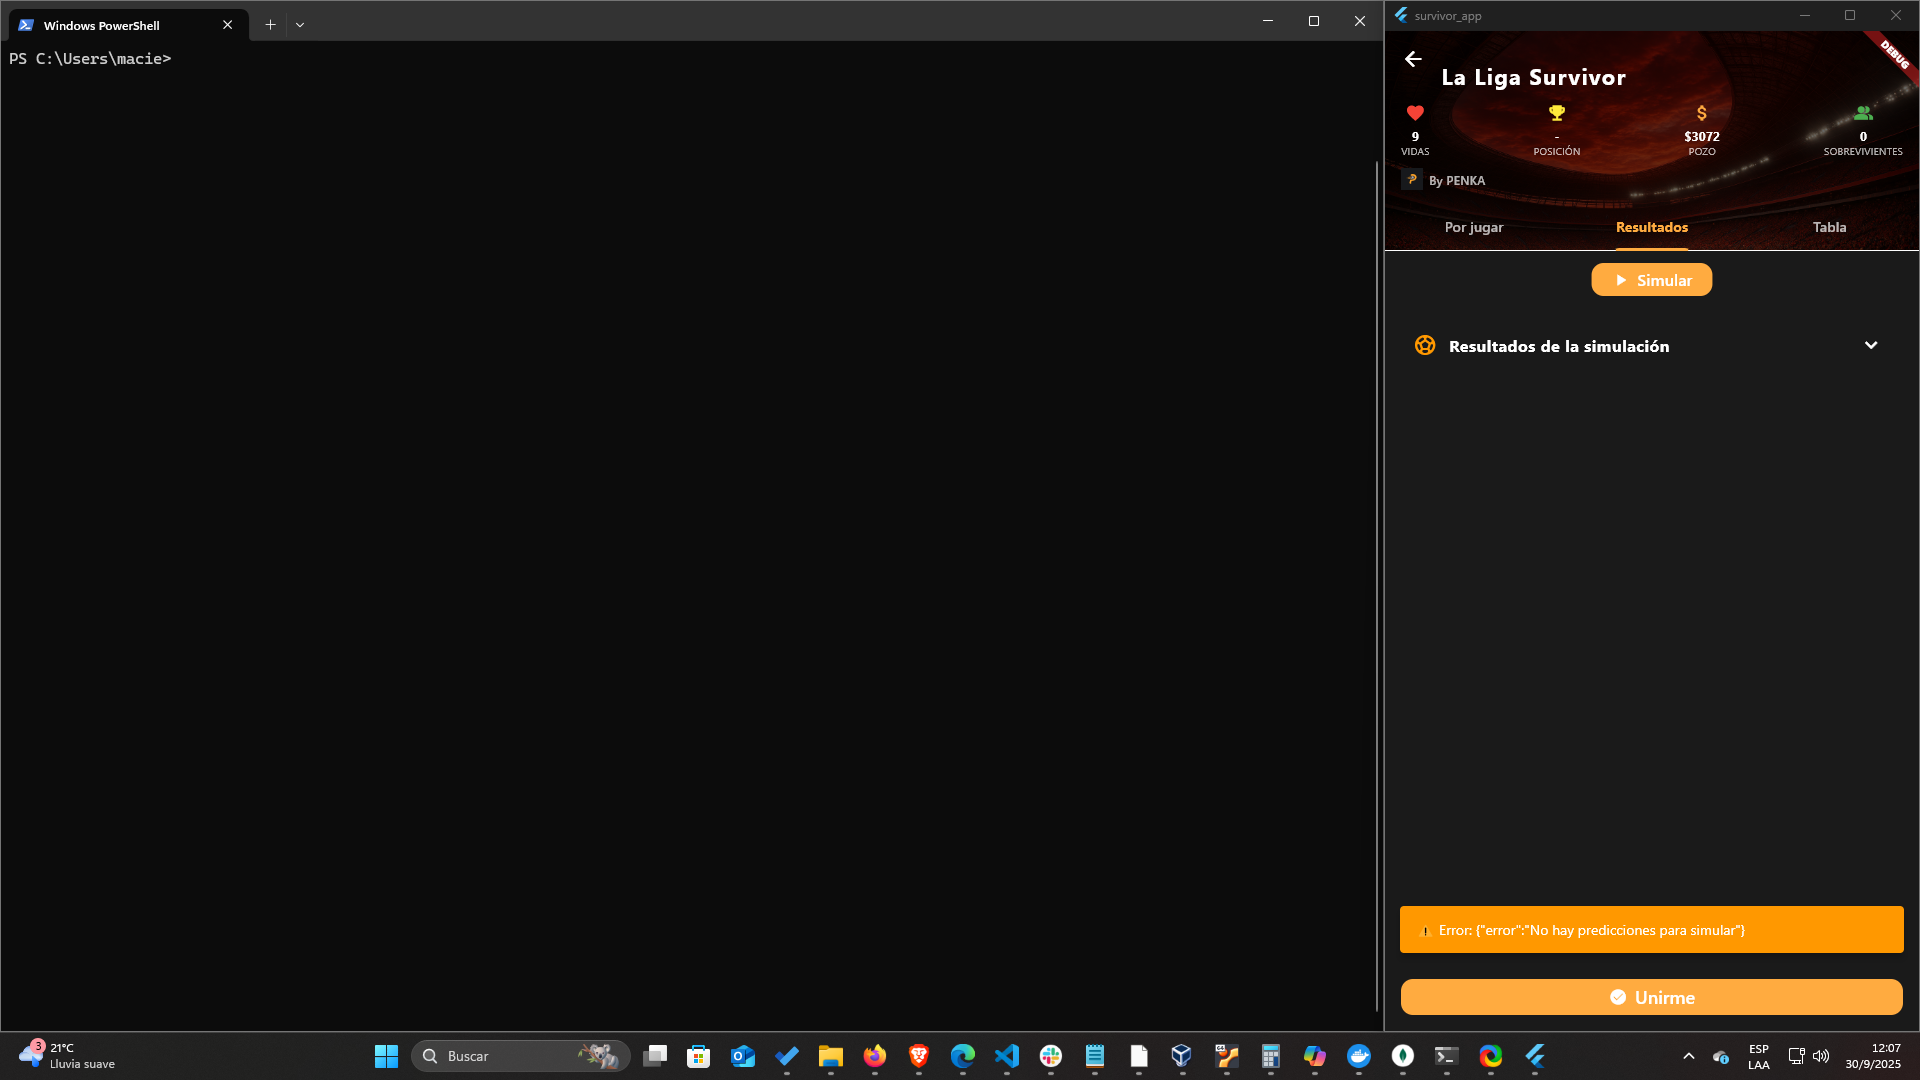 Windows PowerShell
PS C:\Users\macie>
survivor_app
DEBUG
La Liga Survivor
9
VIDAS
-
POSICIÓN
$3072
POZO
0
SOBREVIVIENTES
By PENKA
Por jugar
Resultados
Tabla
Simular
Resultados de la simulación
Error: {"error":"No hay predicciones para simular"}
Unirme
3
21°C
Lluvia suave
Buscar
ESP
LAA
12:07
30/9/2025